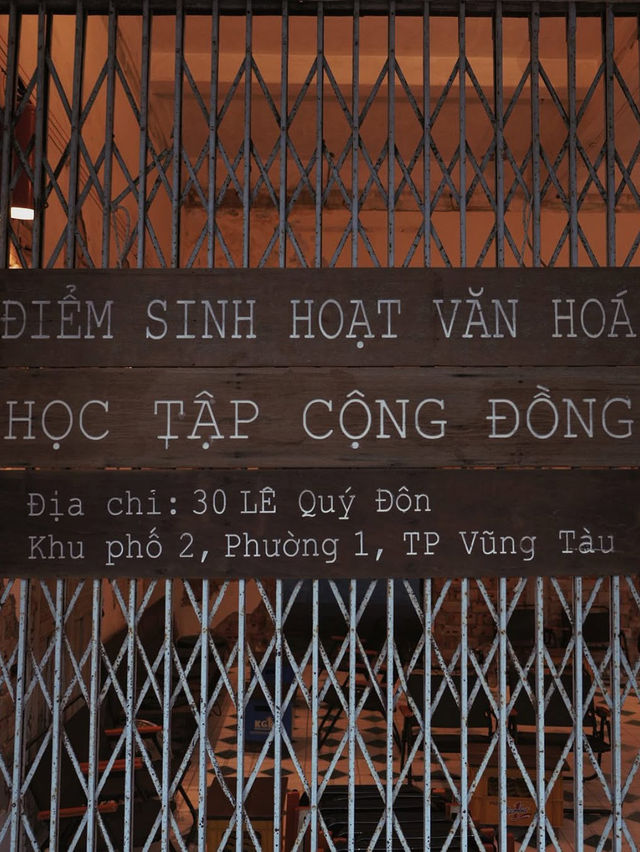 ĐIỂM SINH HOẠT VĂN HOÁ
HỌC TẬP CỘNG ĐỒNG
Địa chỉ: 30 LÊ Quý Đôn
Khu phố 2, Phường 1, TP Vũng Tàu